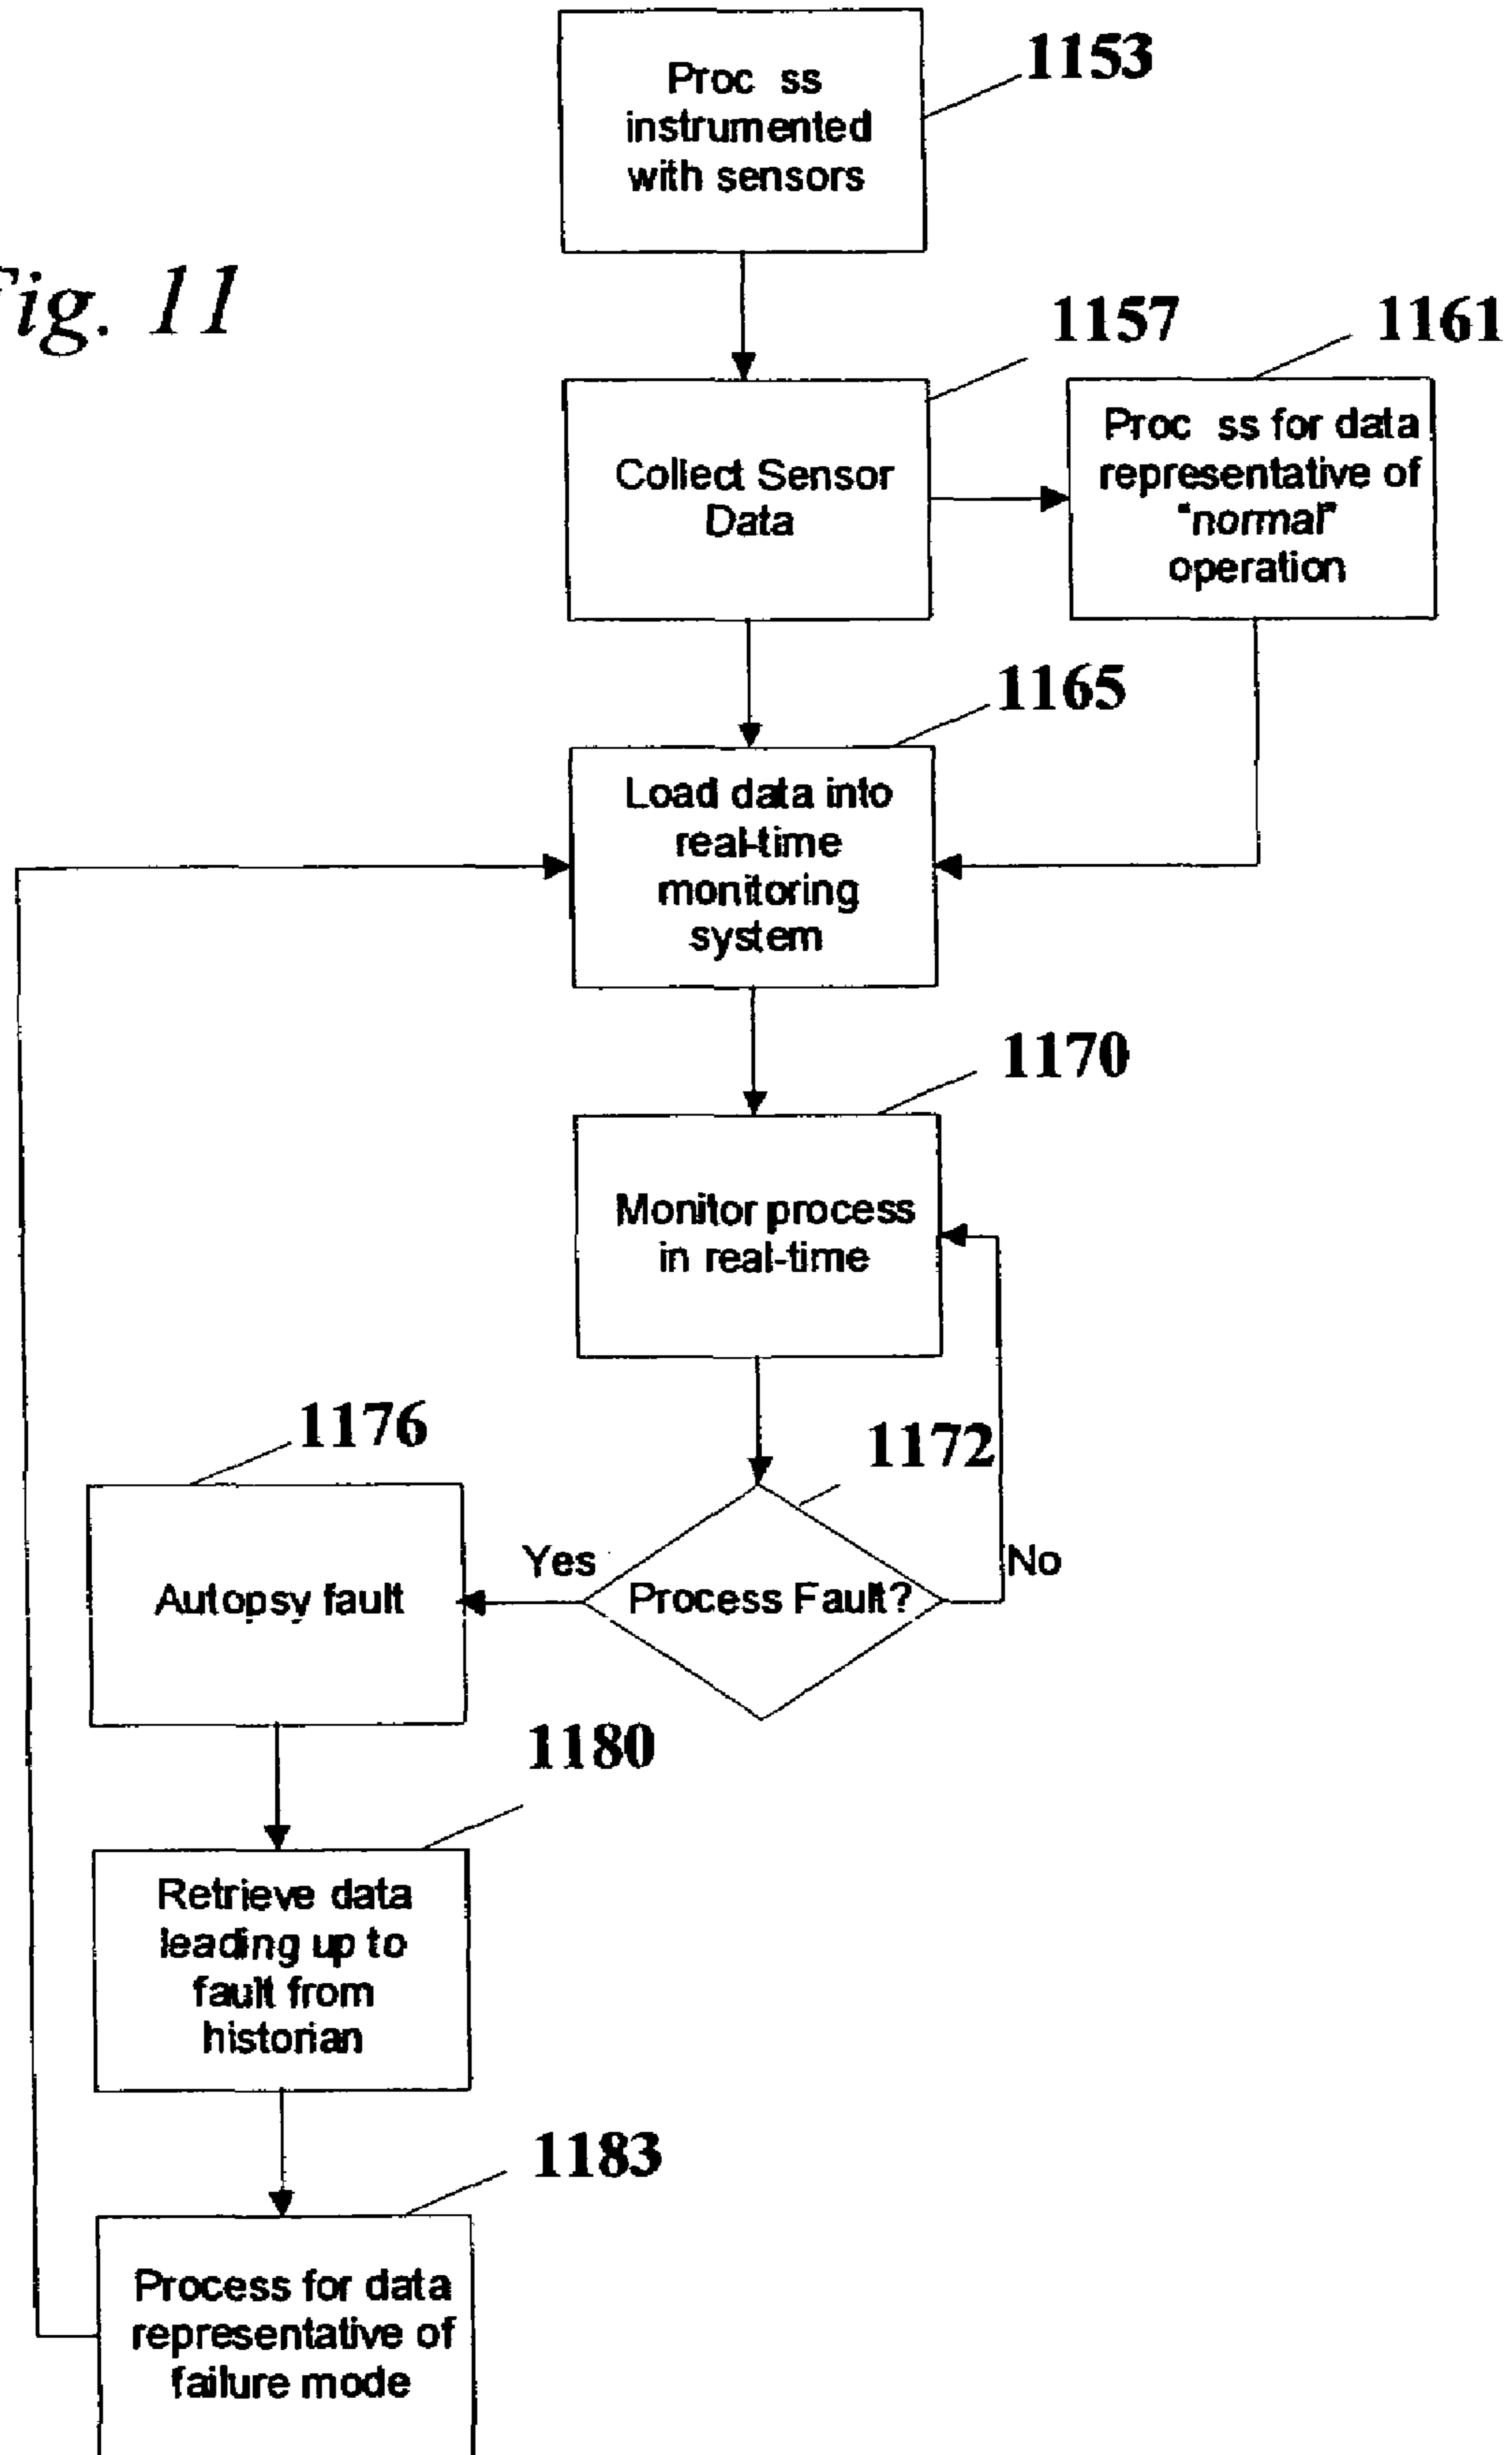 Proc ss
instrumented
with sensors
1153
Fig. 11
1157
1161
Collect Sensor
Data
Proc ss for data
representative of
"normal"
operation
1165
Load data into
real-time
monitoring
system
1170
Monitor process
in real-time
1176
1172
Yes
No
Autopsy fault
Process Fault?
1180
Retrieve data
leading up to
fault from
historian
1183
Process for data
representative of
failure mode